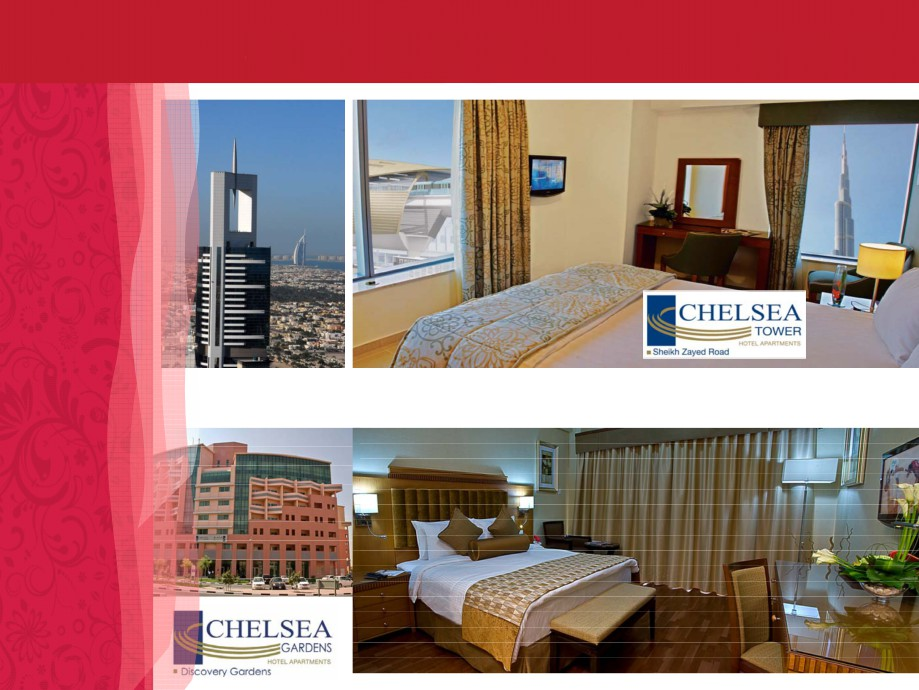 CHELSEA
TOWER
HOTEL APARTMENTS
Sheikh Zayed Road
CHELSEA
GARDENS
HOTEL APARTMENTS
Discovery Gardens